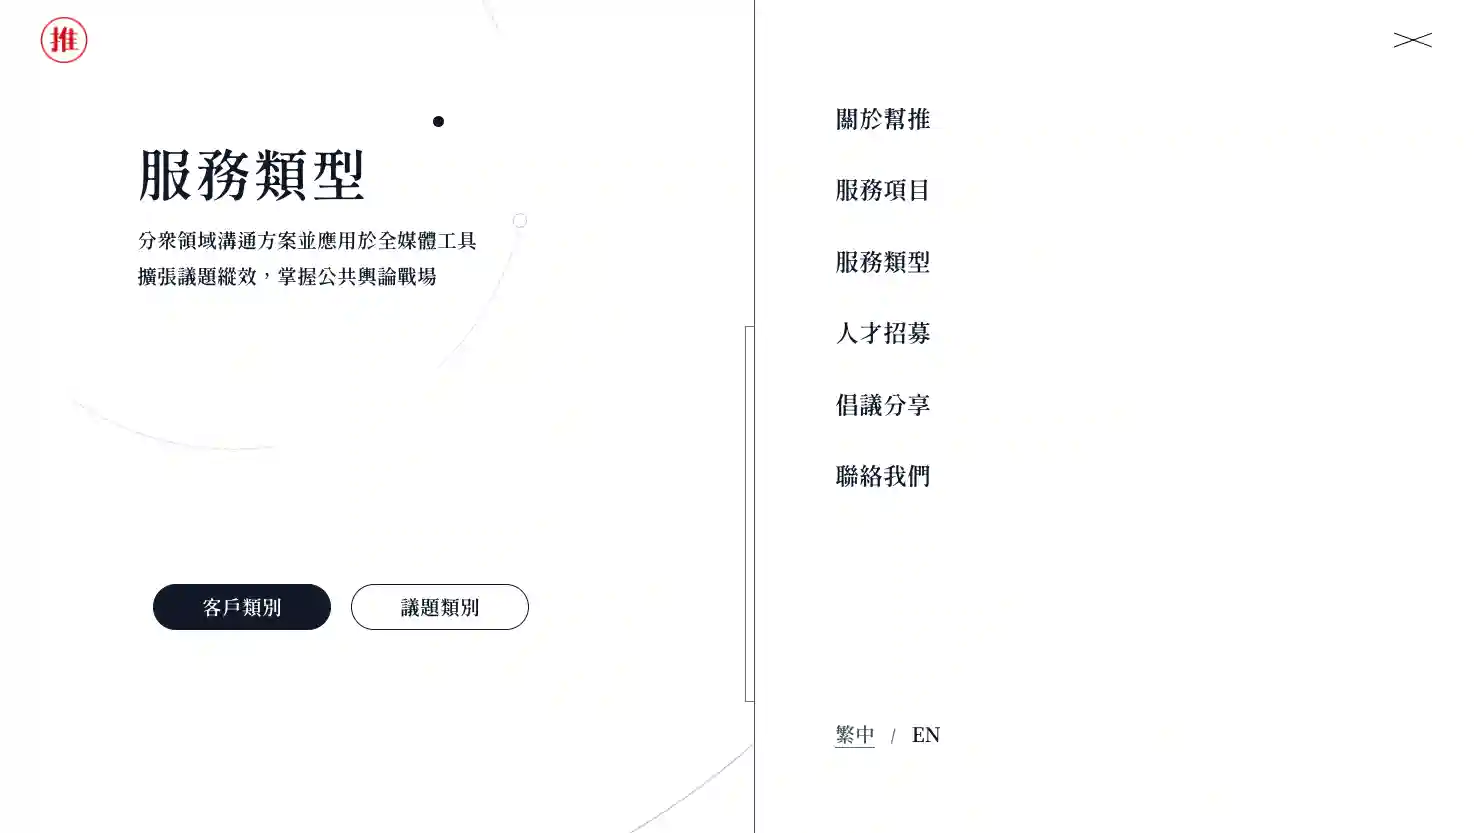 推
服務類型
分衆領域溝通方案並應用於全媒體工具
擴張議題縱效，掌握公共輿論戰場
客戶類別
議題類別
關於幫推
服務項目
服務類型
人才招募
倡議分享
聯絡我們
繁中 / EN